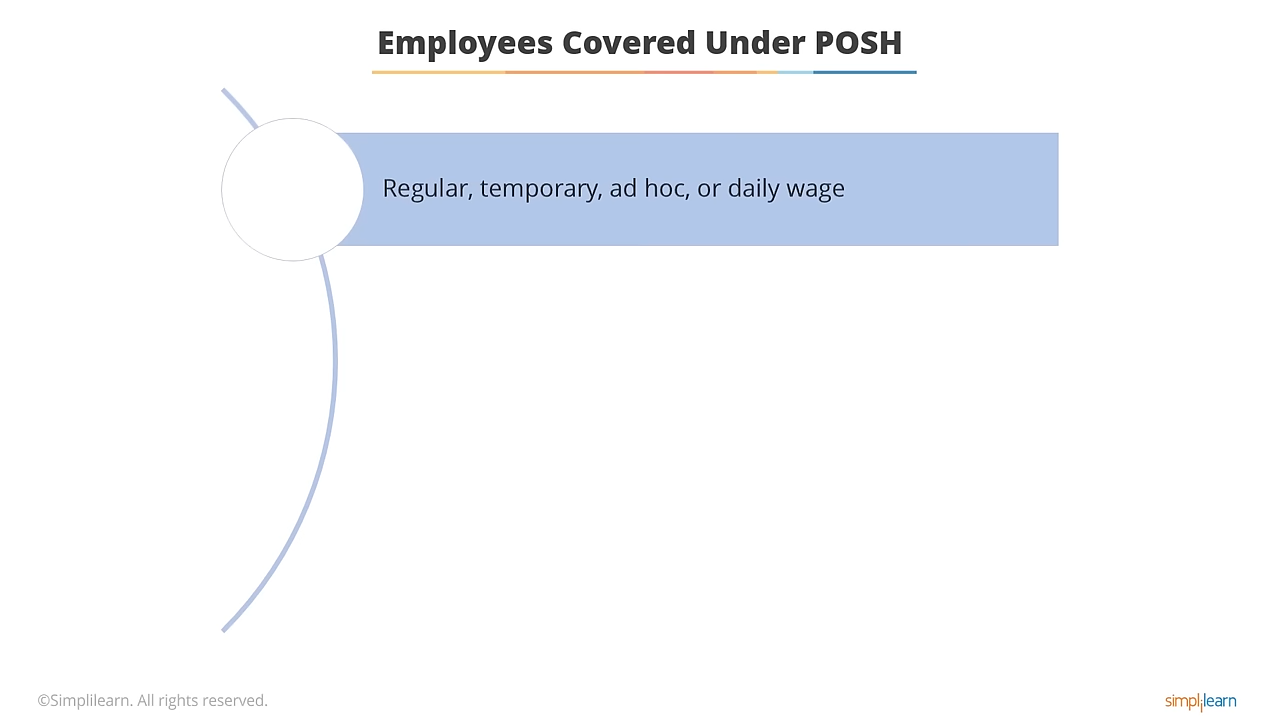 Employees Covered Under POSH
Regular, temporary, ad hoc, or daily wage
©Simplilearn. All rights reserved.
simplilearn